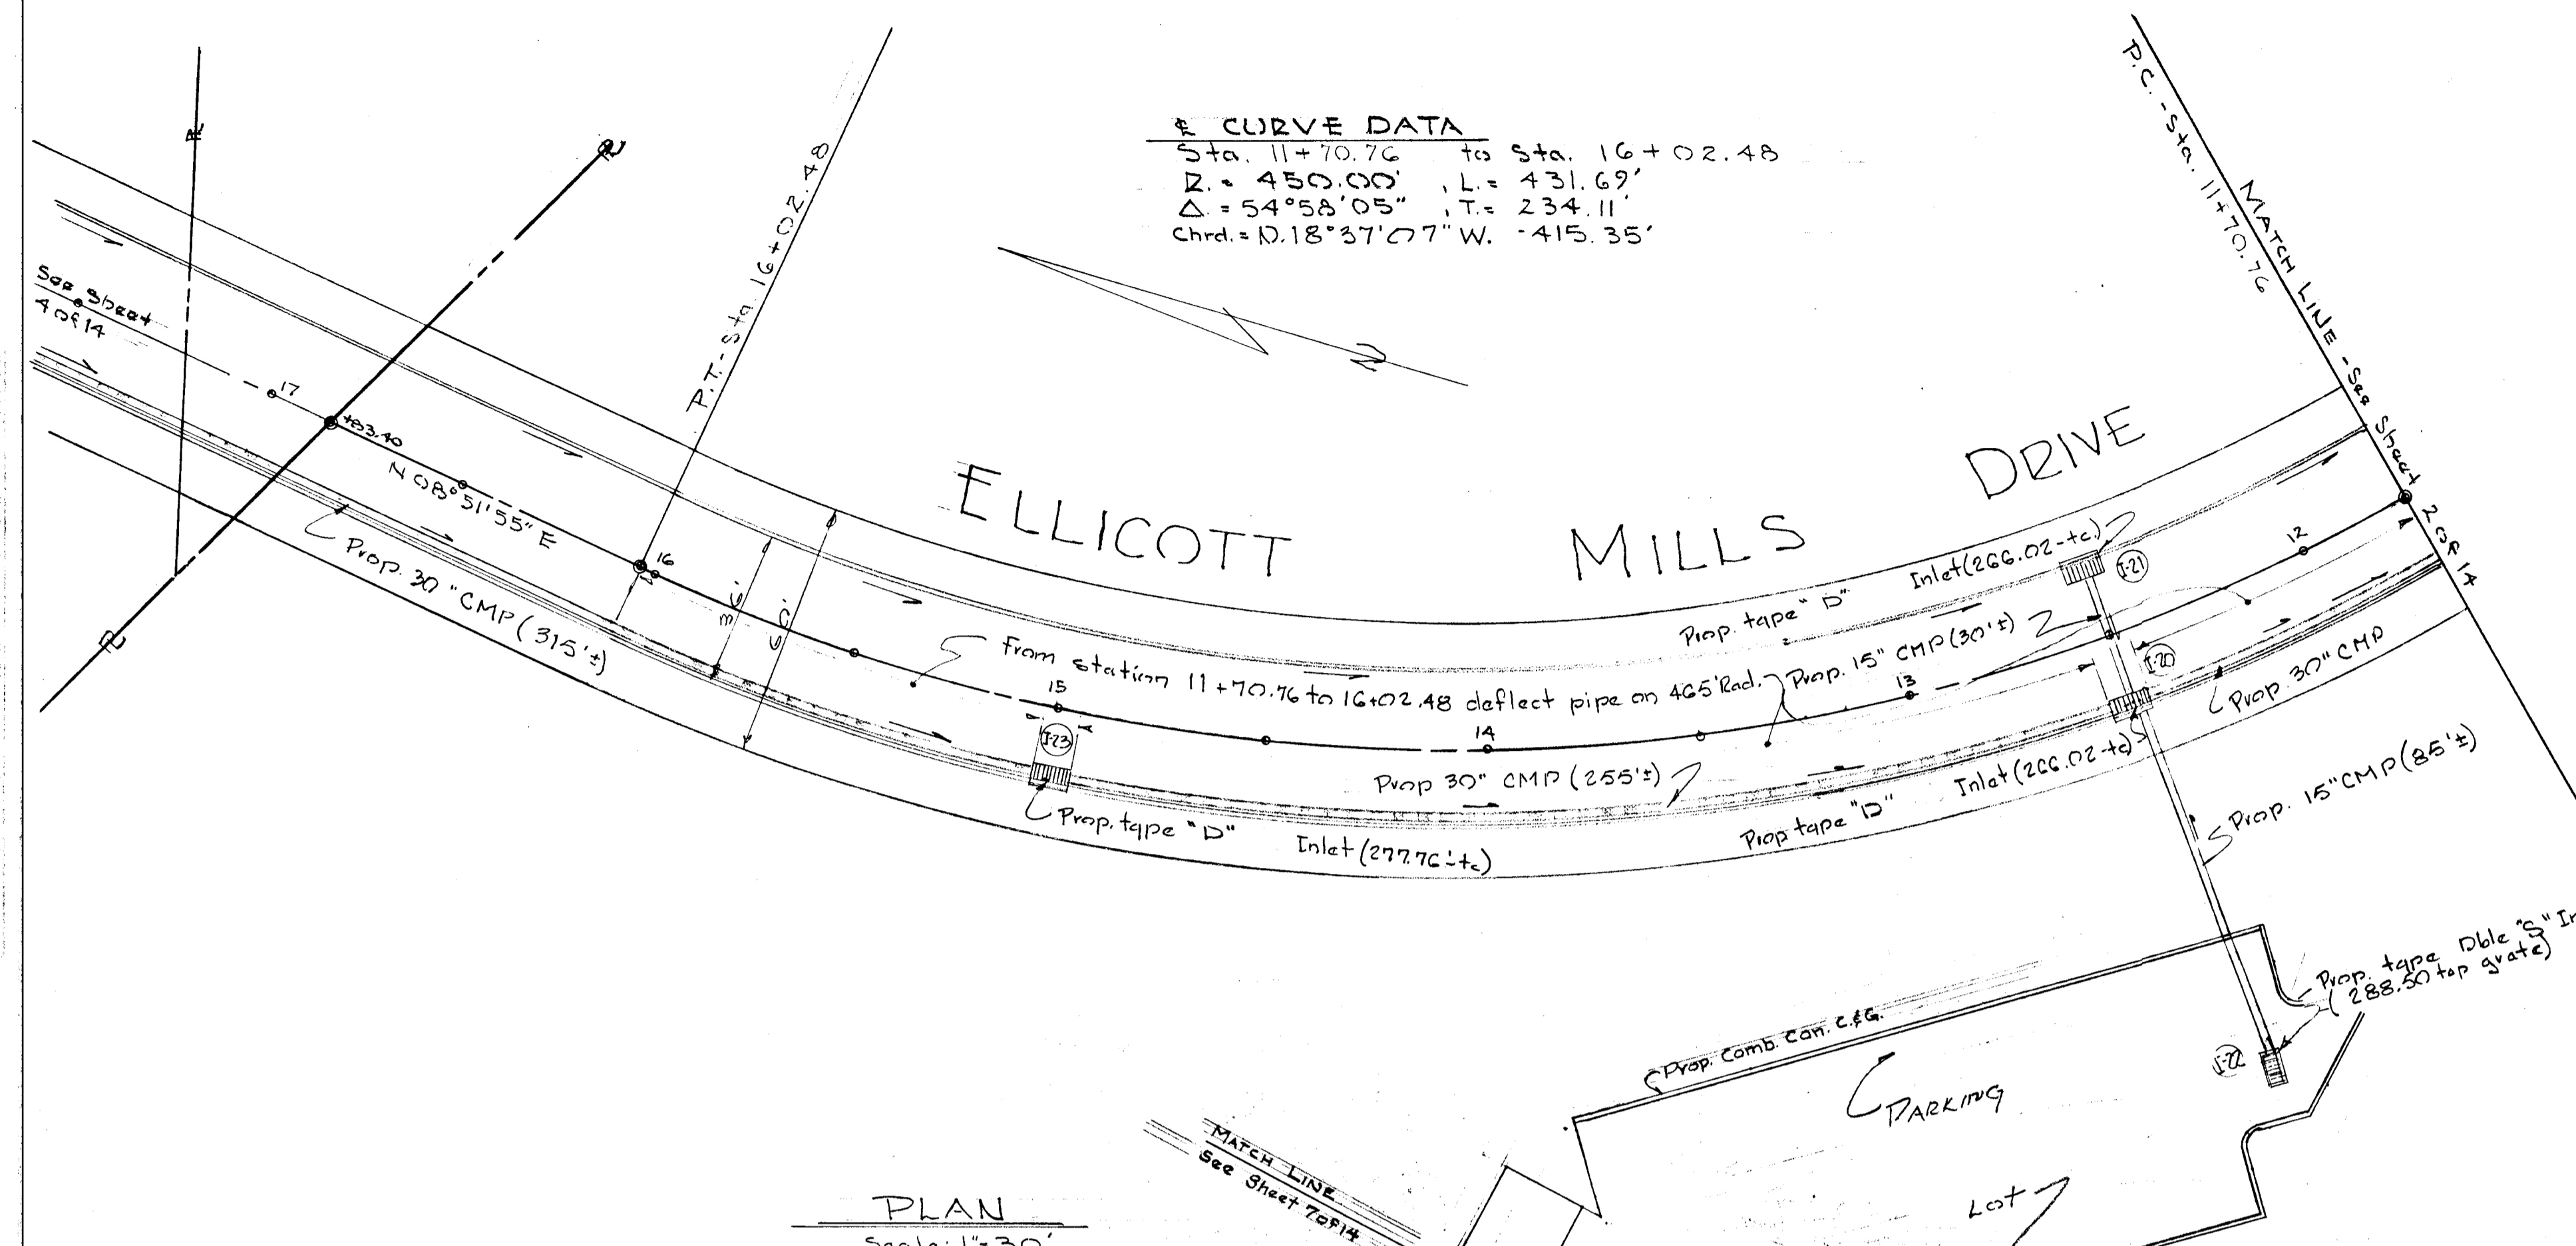 ℄ CURVE DATA
Sta. 11+70.76 to Sta. 16+02.48
R. = 450.00' , L. = 431.69'
Δ. = 54°58'05" , T. = 234.11'
Chrd. = N.18°37'07" W. - 415.35'
P.C. - Sta. 11+70.76
MATCH LINE - See Sheet 2 of 14
P.T. - Sta. 16+02.48
N
See Sheet
4 of 14
17
+83.40
N 08°51'55" E
16
Prop. 30" CMP (315'±)
36'
60'
ELLICOTT MILLS DRIVE
Inlet (266.02-tc)
Prop. type "D"
I-21
12
From station 11+70.76 to 16+02.48 deflect pipe on 465' Rad.
Prop. 15" CMP (30'±)
I-20
13
15
14
I-23
Prop. 30" CMP
Prop 30" CMP (255'±)
Inlet (266.02-tc)
Prop type "D"
Prop. type "D"
Inlet (277.76'-tc)
Prop. 15" CMP (85'±)
Prop. type Dble "S" In
(288.50 top grate)
I-22
Prop. Comb. Con. C.&G.
PARKING
Lot
MATCH LINE
See Sheet 7 of 14
PLAN
Scale: 1"=30'